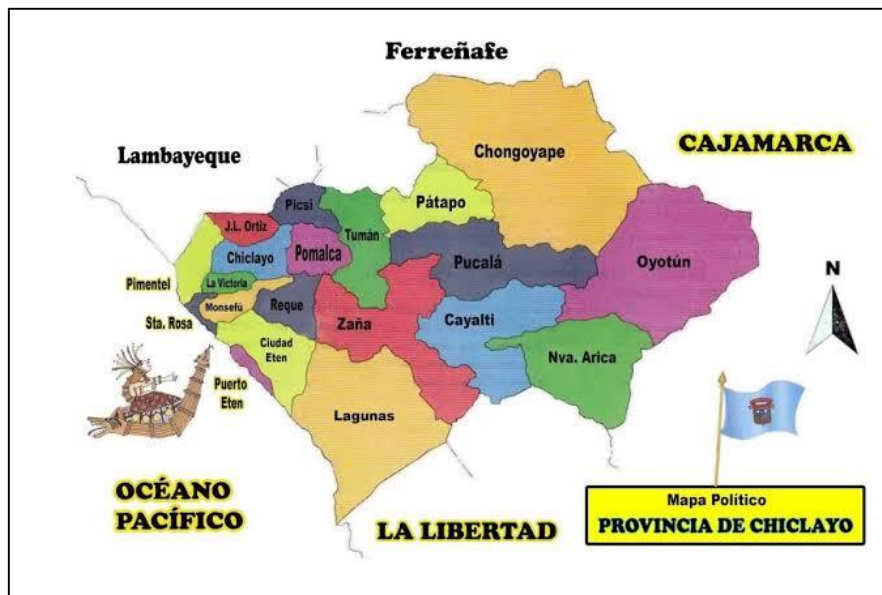 Ferreñafe
Lambayeque
CAJAMARCA
Chongoyape
Picsi
Pátapo
J.L. Ortiz
Tumán
Chiclayo
Pomalca
Pucalá
Oyotún
Pimentel
La Victoria
Monsefú
Reque
Sta. Rosa
Zaña
Cayalti
N
Ciudad
Eten
Nva. Arica
Puerto
Eten
Lagunas
OCÉANO
PACÍFICO
LA LIBERTAD
Mapa Político
PROVINCIA DE CHICLAYO